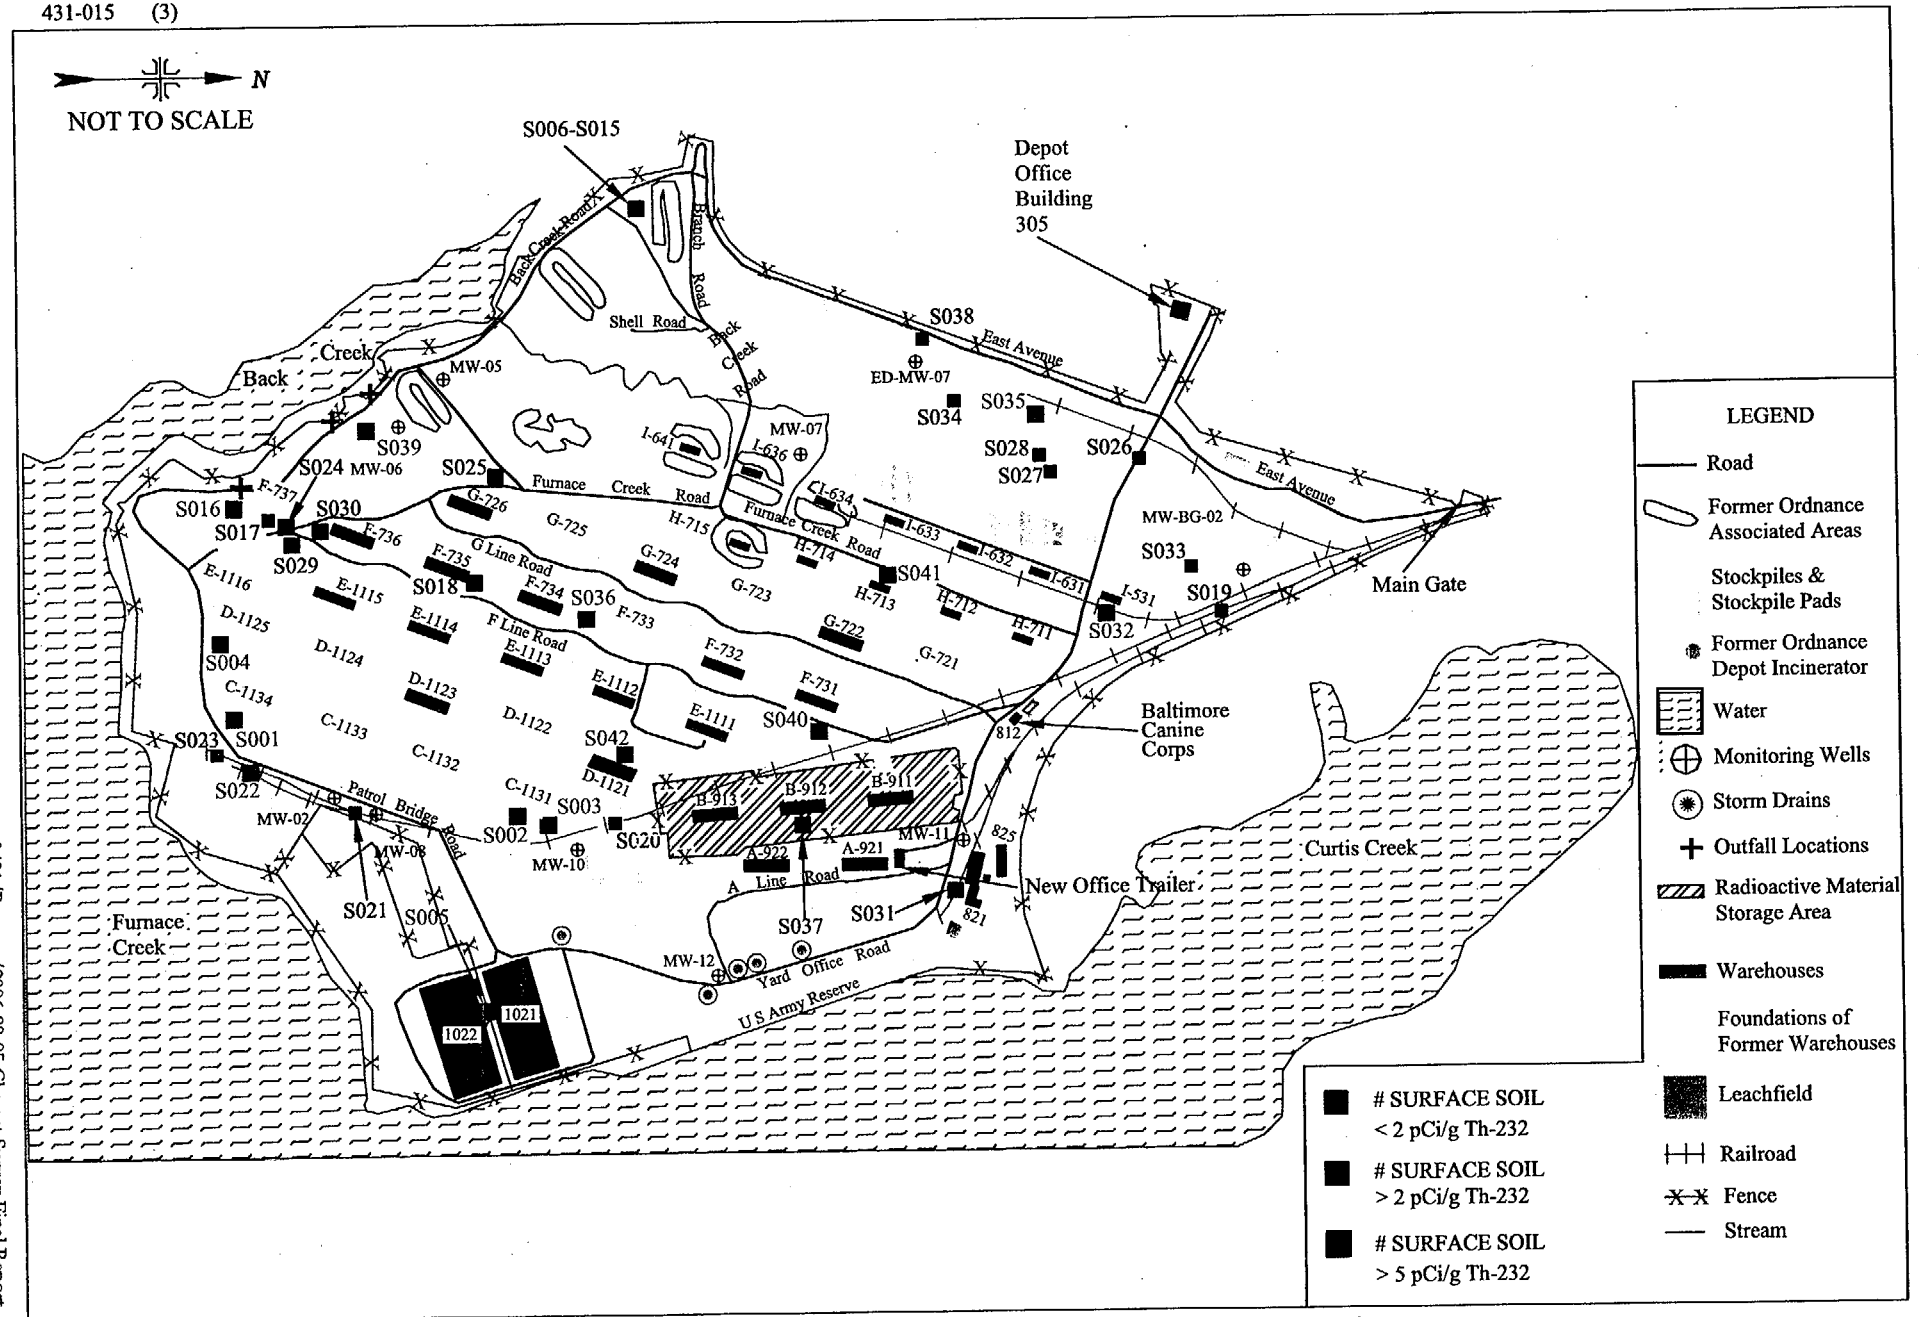 431-015 (3)
N
NOT TO SCALE
S006-S015
Depot
Office
Building
305
Back Creek Road
Branch Road
Shell Road
Back Creek Road
S038
East Avenue
ED-MW-07
Creek
Back
MW-05
S034
S035
S039
MW-06
I-641
MW-07
I-636
S028
S027
S026
East Avenue
S024
S025
F-737
S016
S017
S030
G-726
Furnace Creek Road
I-634
MW-BG-02
F-736
G-725
H-715
Furnace Creek Road
I-633
S033
S029
G Line Road
H-714
I-632
Main Gate
E-1116
F-735
G-724
S041
I-631
S018
E-1115
F-734
S036
G-723
H-713
H-712
I-531
S019
D-1125
E-1114
F Line Road
F-733
G-722
H-711
S032
S004
D-1124
E-1113
F-732
G-721
C-1134
D-1123
E-1112
F-731
S023
S001
C-1133
D-1122
E-1111
S040
812
Baltimore
Canine
Corps
S042
C-1132
D-1121
S022
Patrol Bridge Road
C-1131
B-913
B-912
B-911
MW-02
S003
S002
S020
MW-11
825
MW-08
MW-10
A-922
A-921
Curtis Creek
A Line Road
New Office Trailer
S021
S005
S037
S031
821
Furnace
Creek
MW-12
Yard Office Road
U S Army Reserve
1022
1021
LEGEND
Road
Former Ordnance
Associated Areas
Stockpiles &
Stockpile Pads
Former Ordnance
Depot Incinerator
Water
Monitoring Wells
Storm Drains
Outfall Locations
Radioactive Material
Storage Area
Warehouses
Foundations of
Former Warehouses
Leachfield
Railroad
Fence
Stream
# SURFACE SOIL
< 2 pCi/g Th-232
# SURFACE SOIL
> 2 pCi/g Th-232
# SURFACE SOIL
> 5 pCi/g Th-232